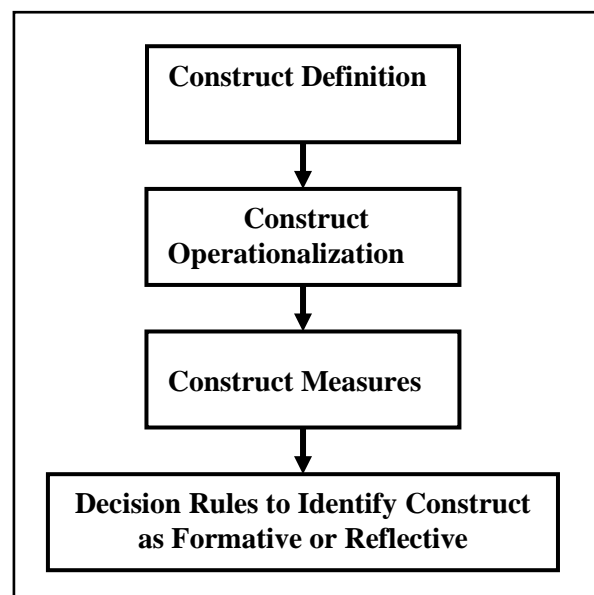 Construct Definition
Construct
Operationalization
Construct Measures
Decision Rules to Identify Construct
as Formative or Reflective